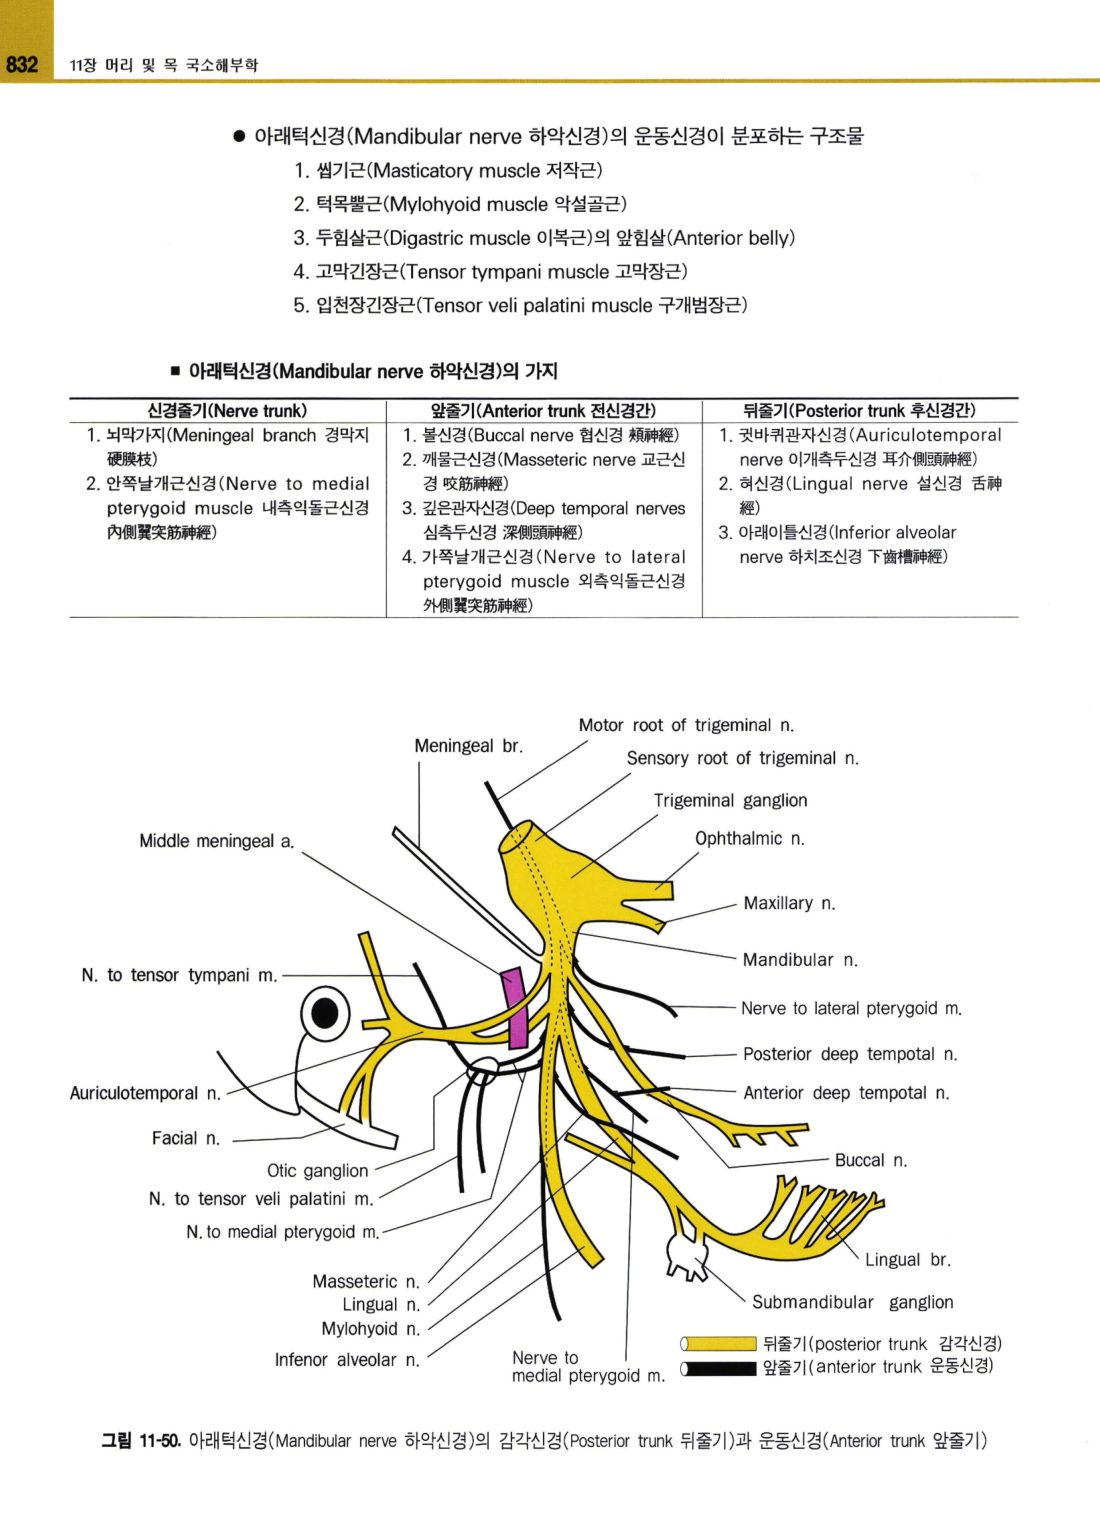 832
11장 머리 및 목 국소해부학
● 아래턱신경(Mandibular nerve 하악신경)의 운동신경이 분포하는 구조물
1. 씹기근(Masticatory muscle 저작근)
2. 턱목뿔근(Mylohyoid muscle 악설골근)
3. 두힘살근(Digastric muscle 이복근)의 앞힘살(Anterior belly)
4. 고막긴장근(Tensor tympani muscle 고막장근)
5. 입천장긴장근(Tensor veli palatini muscle 구개범장근)
■ 아래턱신경(Mandibular nerve 하악신경)의 가지
신경줄기(Nerve trunk)
1. 뇌막가지(Meningeal branch 경막지
硬膜枝)
2. 안쪽날개근신경(Nerve to medial
pterygoid muscle 내측익돌근신경
內側翼突筋神經)
앞줄기(Anterior trunk 전신경간)
1. 볼신경(Buccal nerve 협신경 頰神經)
2. 깨물근신경(Masseteric nerve 교근신
경 咬筋神經)
3. 깊은관자신경(Deep temporal nerves
심측두신경 深側頭神經)
4. 가쪽날개근신경(Nerve to lateral
pterygoid muscle 외측익돌근신경
外側翼突筋神經)
뒤줄기(Posterior trunk 후신경간)
1. 귓바퀴관자신경(Auriculotemporal
nerve 이개측두신경 耳介側頭神經)
2. 혀신경(Lingual nerve 설신경 舌神
經)
3. 아래이틀신경(Inferior alveolar
nerve 하치조신경 下齒槽神經)
Motor root of trigeminal n.
Meningeal br.
Sensory root of trigeminal n.
Trigeminal ganglion
Middle meningeal a.
Ophthalmic n.
Maxillary n.
Mandibular n.
N. to tensor tympani m.
Nerve to lateral pterygoid m.
Posterior deep tempotal n.
Auriculotemporal n.
Anterior deep tempotal n.
Facial n.
Buccal n.
Otic ganglion
N. to tensor veli palatini m.
N. to medial pterygoid m.
Lingual br.
Masseteric n.
Lingual n.
Submandibular ganglion
Mylohyoid n.
Infenor alveolar n.
Nerve to
medial pterygoid m.
뒤줄기(posterior trunk 감각신경)
앞줄기(anterior trunk 운동신경)
그림 11-50. 아래턱신경(Mandibular nerve 하악신경)의 감각신경(Posterior trunk 뒤줄기)과 운동신경(Anterior trunk 앞줄기)